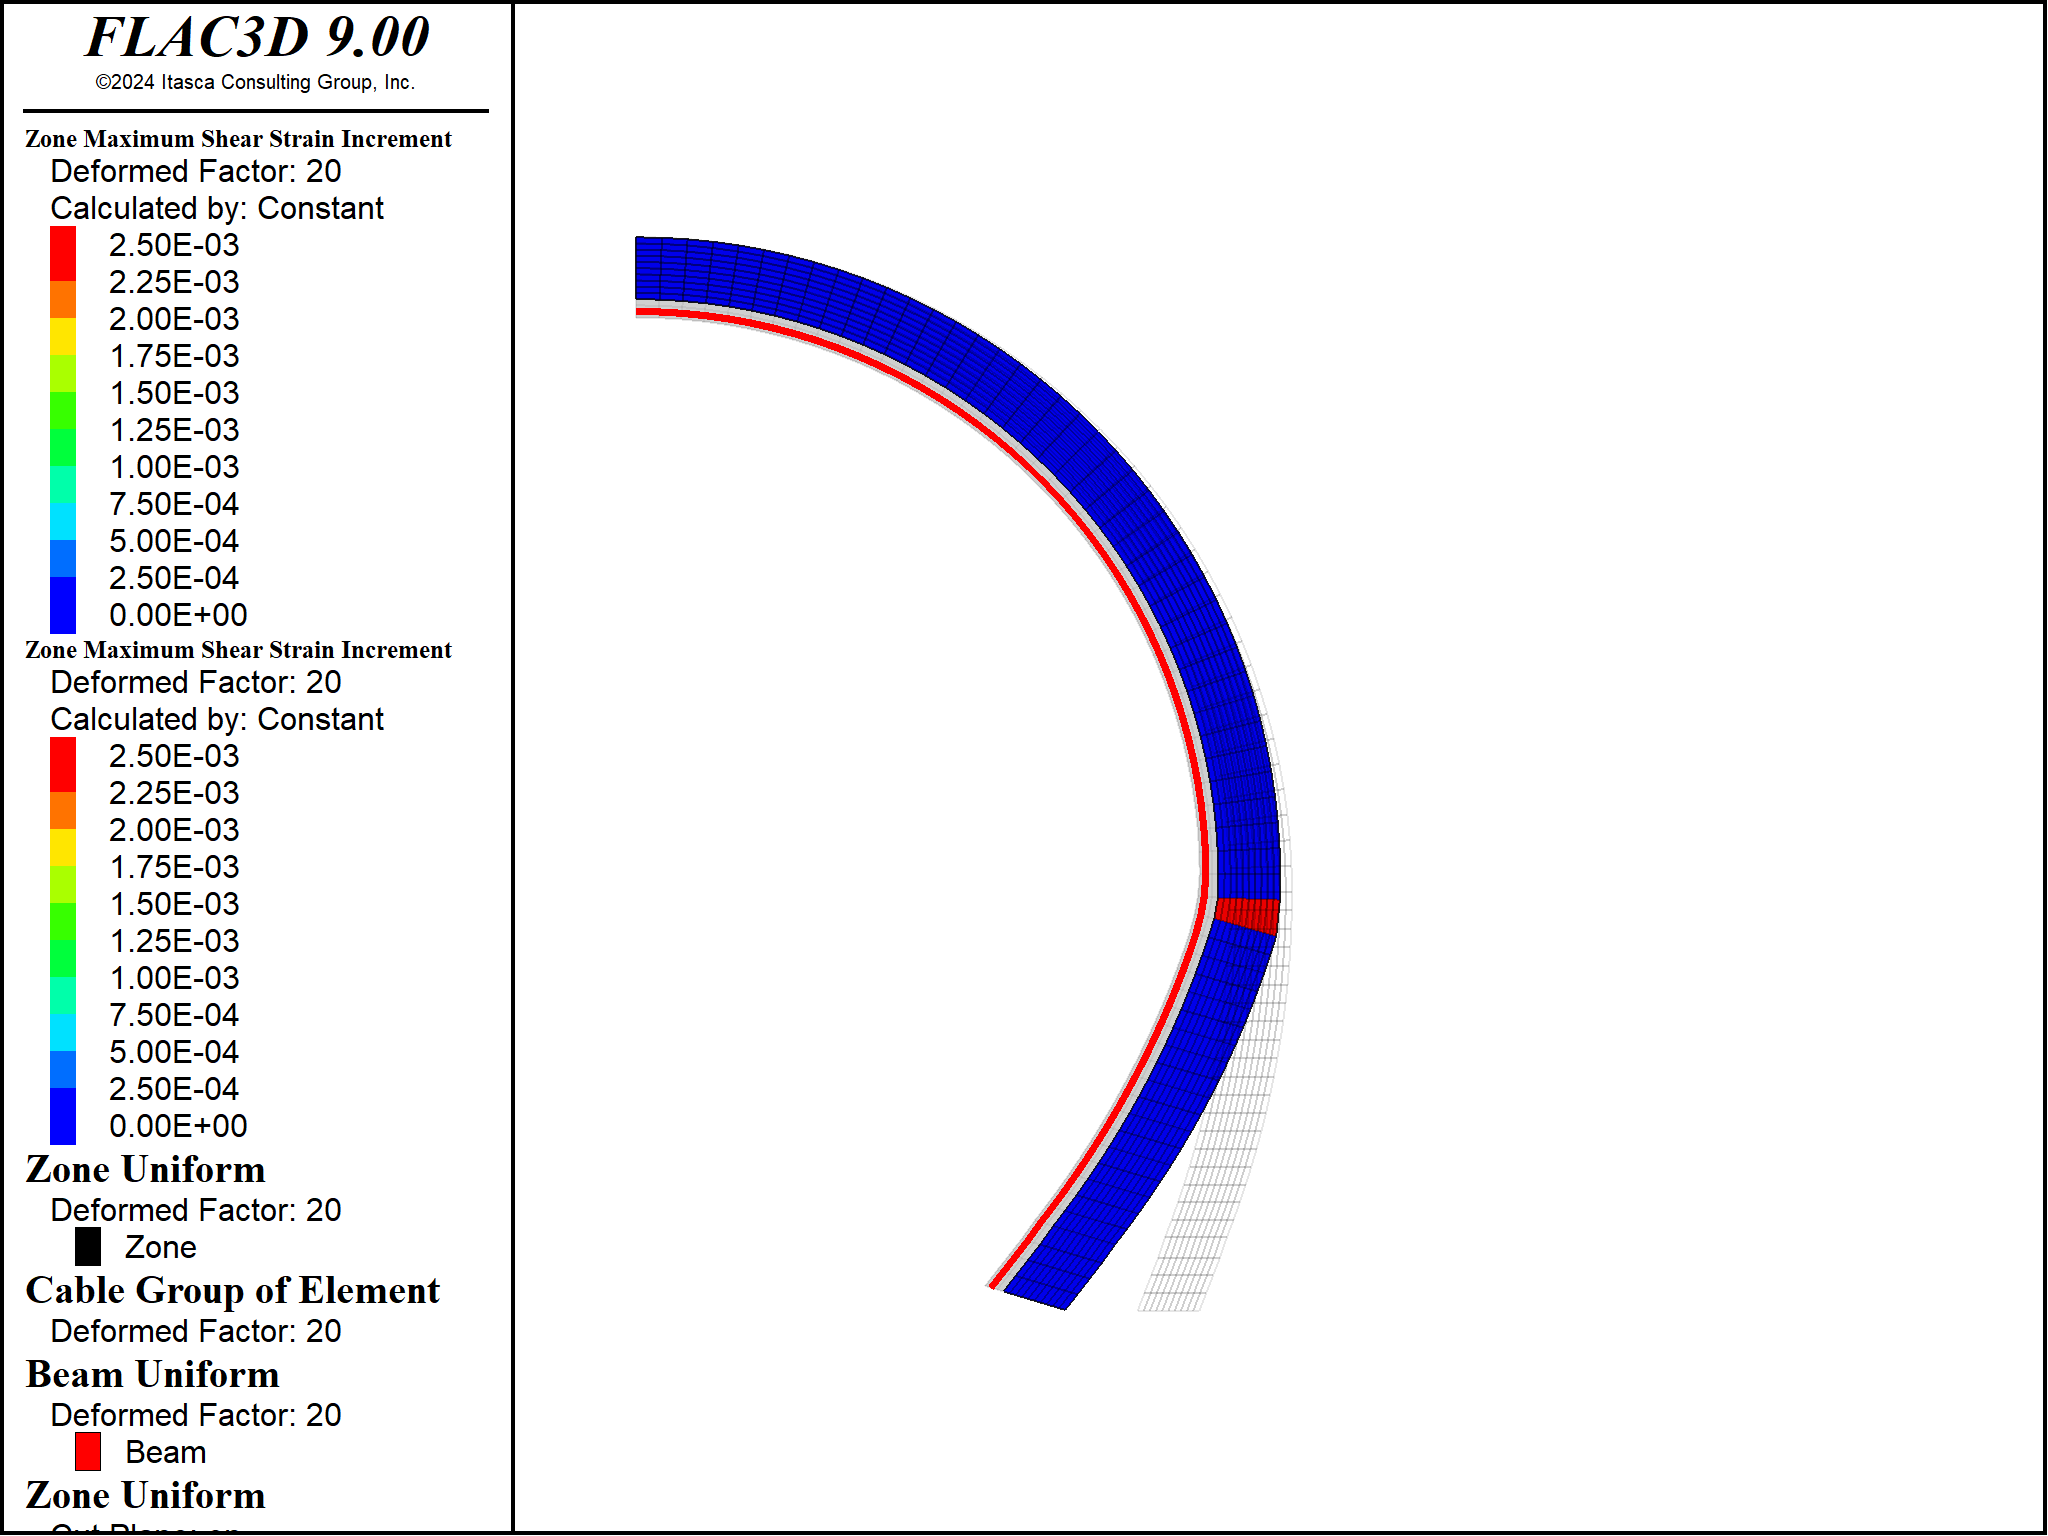 FLAC3D 9.00
©2024 Itasca Consulting Group, Inc.
Zone Maximum Shear Strain Increment
Deformed Factor: 20
Calculated by: Constant
2.50E-03
2.25E-03
2.00E-03
1.75E-03
1.50E-03
1.25E-03
1.00E-03
7.50E-04
5.00E-04
2.50E-04
0.00E+00
Zone Maximum Shear Strain Increment
Deformed Factor: 20
Calculated by: Constant
2.50E-03
2.25E-03
2.00E-03
1.75E-03
1.50E-03
1.25E-03
1.00E-03
7.50E-04
5.00E-04
2.50E-04
0.00E+00
Zone Uniform
Deformed Factor: 20
Zone
Cable Group of Element
Deformed Factor: 20
Beam Uniform
Deformed Factor: 20
Beam
Zone Uniform